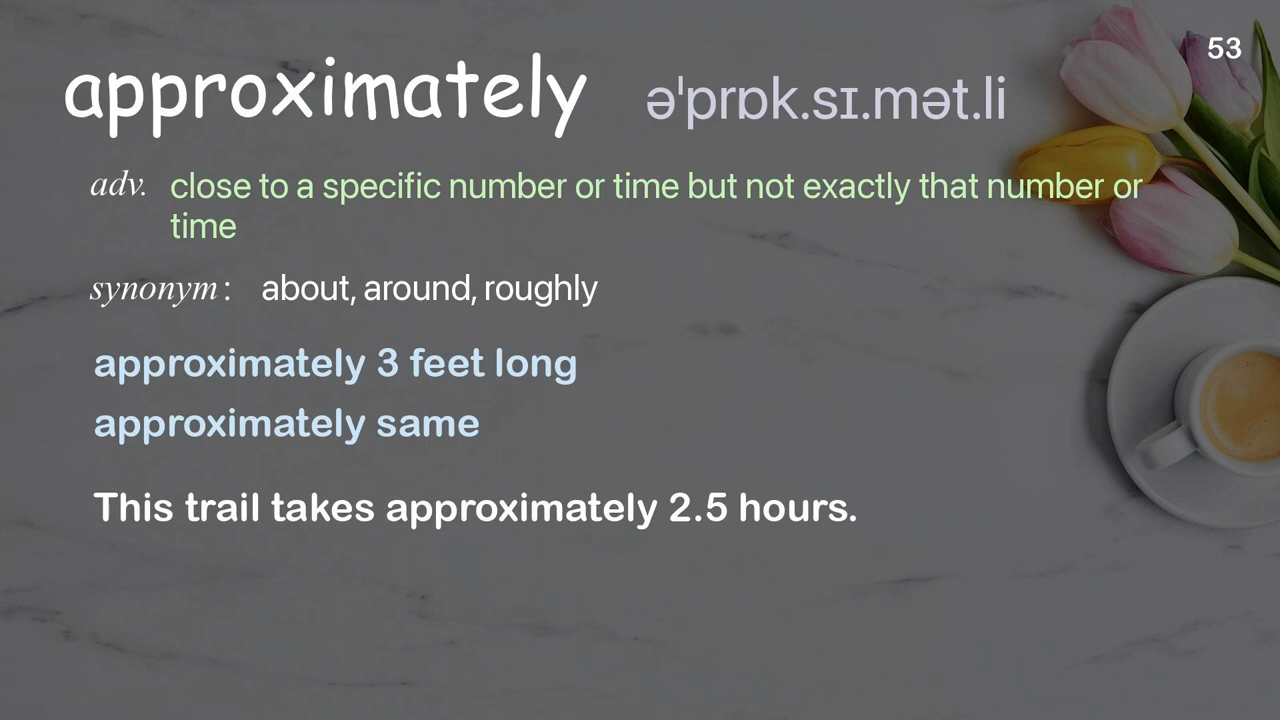 53
approximately əˈprɒk.sɪ.mət.li
adv. close to a specific number or time but not exactly that number or
time
synonym: about, around, roughly
approximately 3 feet long
approximately same
This trail takes approximately 2.5 hours.